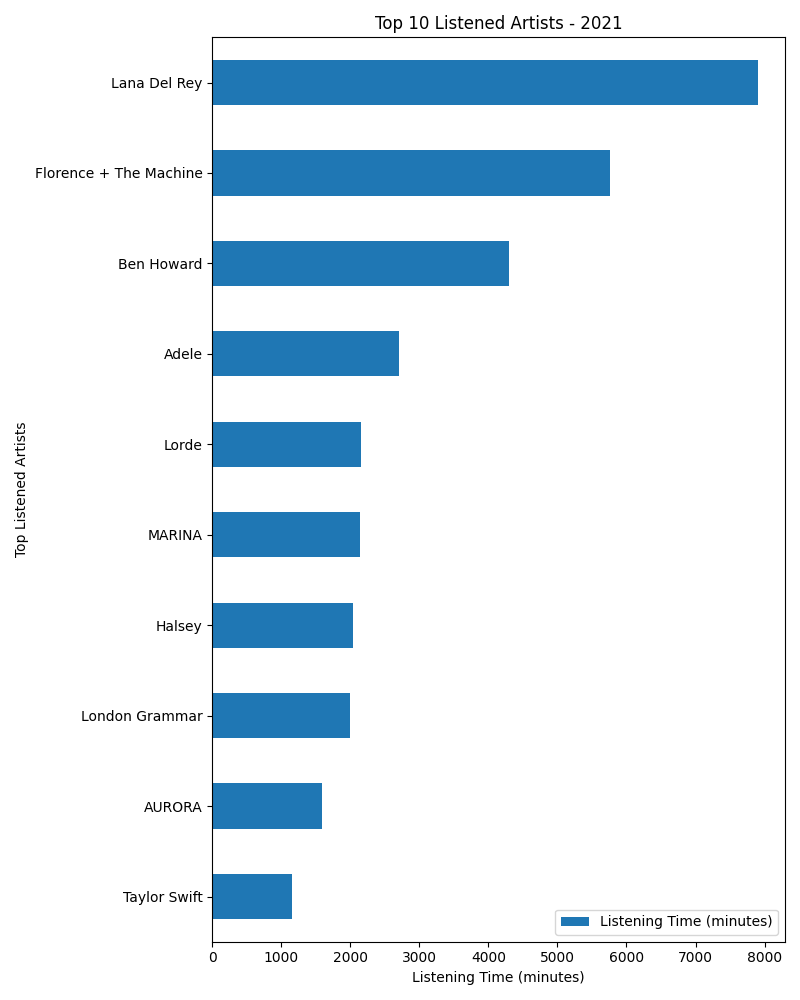 Top 10 Listened Artists - 2021
Top Listened Artists
Lana Del Rey
Florence + The Machine
Ben Howard
Adele
Lorde
MARINA
Halsey
London Grammar
AURORA
Taylor Swift
Listening Time (minutes)
0 1000 2000 3000 4000 5000 6000 7000 8000
Listening Time (minutes)